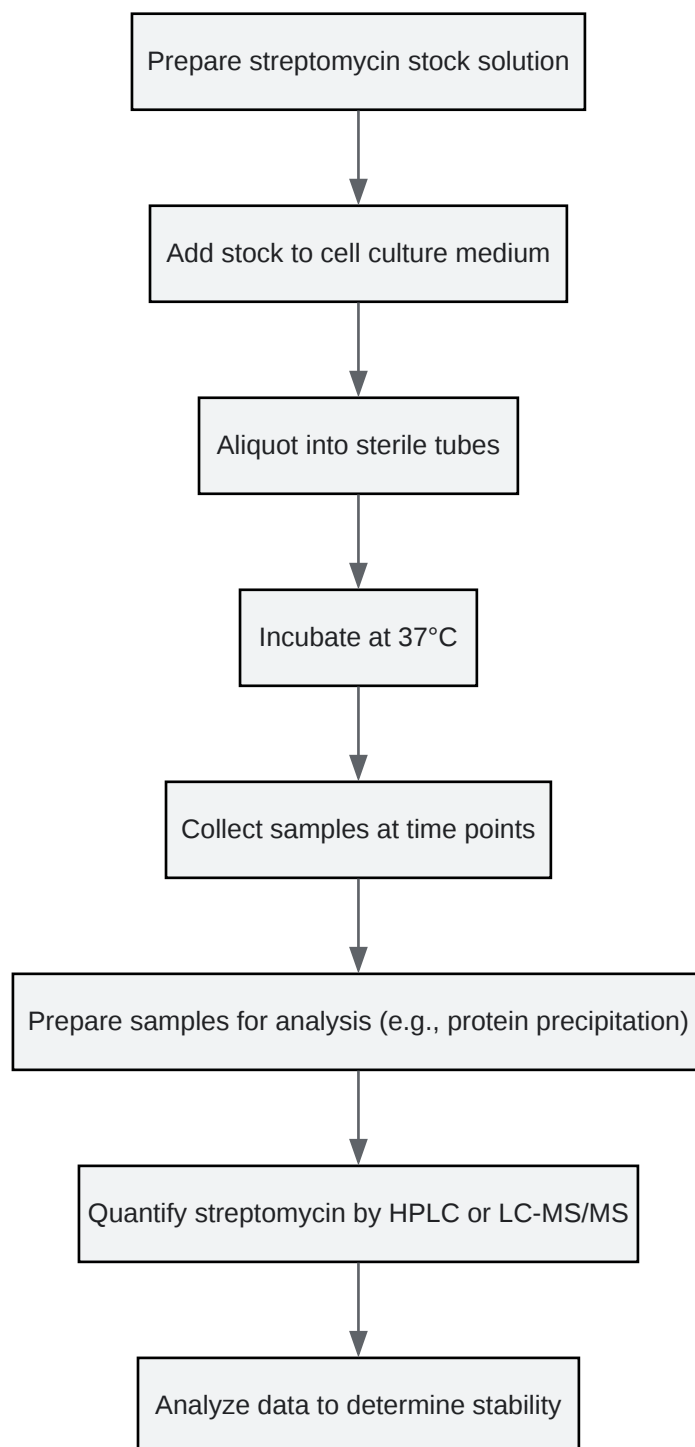 Prepare streptomycin stock solution
Add stock to cell culture medium
Aliquot into sterile tubes
Incubate at 37°C
Collect samples at time points
Prepare samples for analysis (e.g., protein precipitation)
Quantify streptomycin by HPLC or LC-MS/MS
Analyze data to determine stability